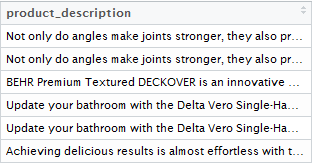 product_description
Not only do angles make joints stronger, they also pr...
Not only do angles make joints stronger, they also pr...
BEHR Premium Textured DECKOVER is an innovative ...
Update your bathroom with the Delta Vero Single-Ha...
Update your bathroom with the Delta Vero Single-Ha...
Achieving delicious results is almost effortless with t...